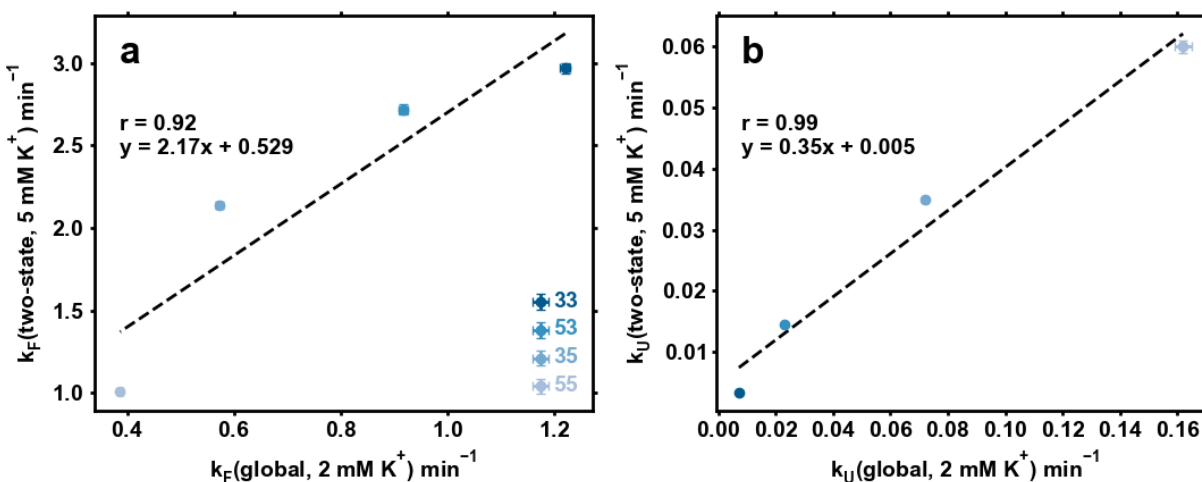 a
r = 0.92
y = 2.17x + 0.529
3.0
2.5
2.0
1.5
1.0
k_F(two-state, 5 mM K⁺) min⁻¹
33
53
35
55
0.4 0.6 0.8 1.0 1.2
k_F(global, 2 mM K⁺) min⁻¹
b
r = 0.99
y = 0.35x + 0.005
0.06
0.05
0.04
0.03
0.02
0.01
k_U(two-state, 5 mM K⁺) min⁻¹
0.00 0.02 0.04 0.06 0.08 0.10 0.12 0.14 0.16
k_U(global, 2 mM K⁺) min⁻¹